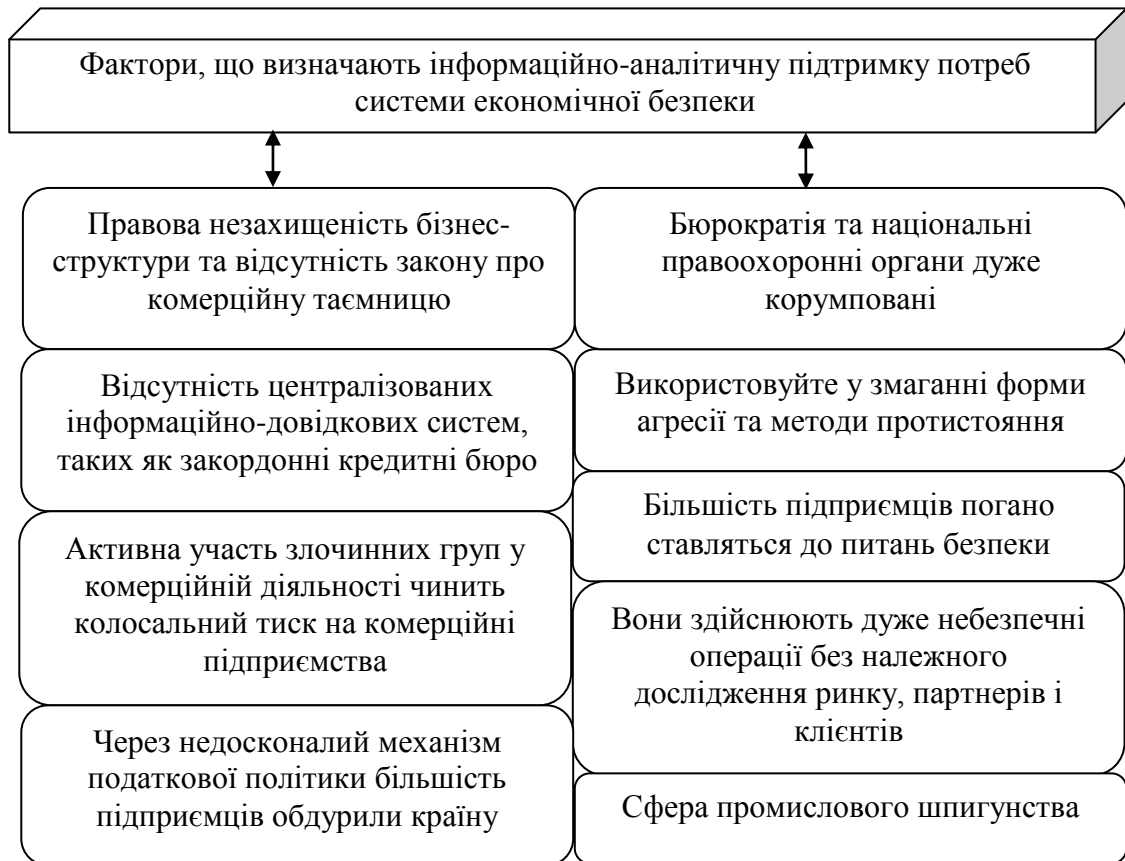 Фактори, що визначають інформаційно-аналітичну підтримку потреб
системи економічної безпеки
Правова незахищеність бізнес-
структури та відсутність закону про
комерційну таємницю
Відсутність централізованих
інформаційно-довідкових систем,
таких як закордонні кредитні бюро
Активна участь злочинних груп у
комерційній діяльності чинить
колосальний тиск на комерційні
підприємства
Через недосконалий механізм
податкової політики більшість
підприємців обдурили країну
Бюрократія та національні
правоохоронні органи дуже
корумповані
Використовуйте у змаганні форми
агресії та методи протистояння
Більшість підприємців погано
ставляться до питань безпеки
Вони здійснюють дуже небезпечні
операції без належного
дослідження ринку, партнерів і
клієнтів
Сфера промислового шпигунства